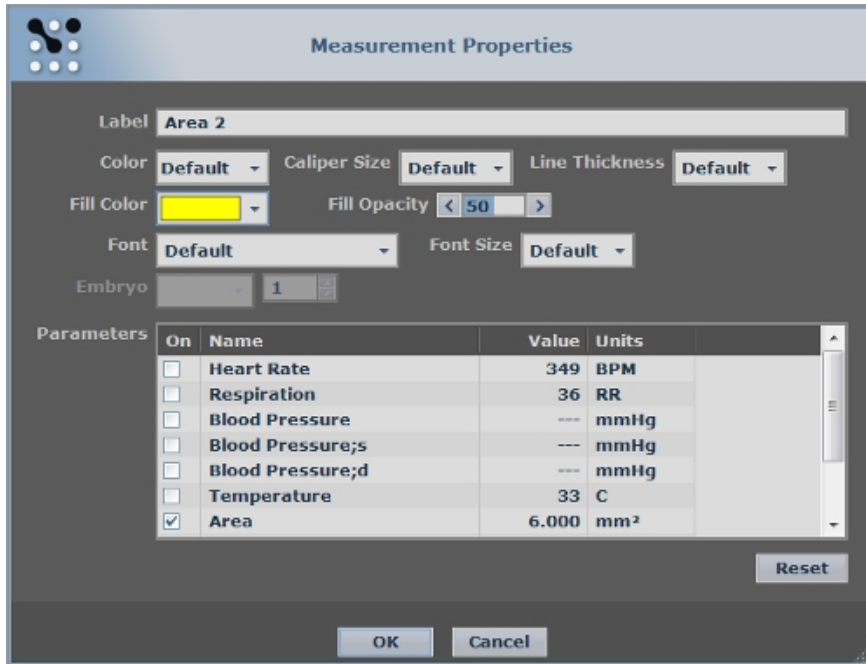 Measurement Properties
Label Area 2
Color Default Caliper Size Default Line Thickness Default
Fill Color Fill Opacity < 50 >
Font Default Font Size Default
Embryo 1
Parameters On Name Value Units
Heart Rate 349 BPM
Respiration 36 RR
Blood Pressure --- mmHg
Blood Pressure;s --- mmHg
Blood Pressure;d --- mmHg
Temperature 33 C
Area 6.000 mm²
Reset
OK Cancel